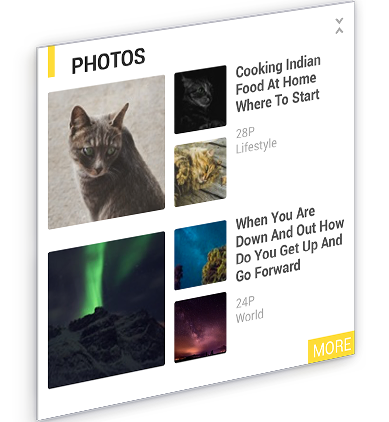 PHOTOS
Cooking Indian
Food At Home
Where To Start
28P
Lifestyle
When You Are
Down And Out How
Do You Get Up And
Go Forward
24P
World
MORE